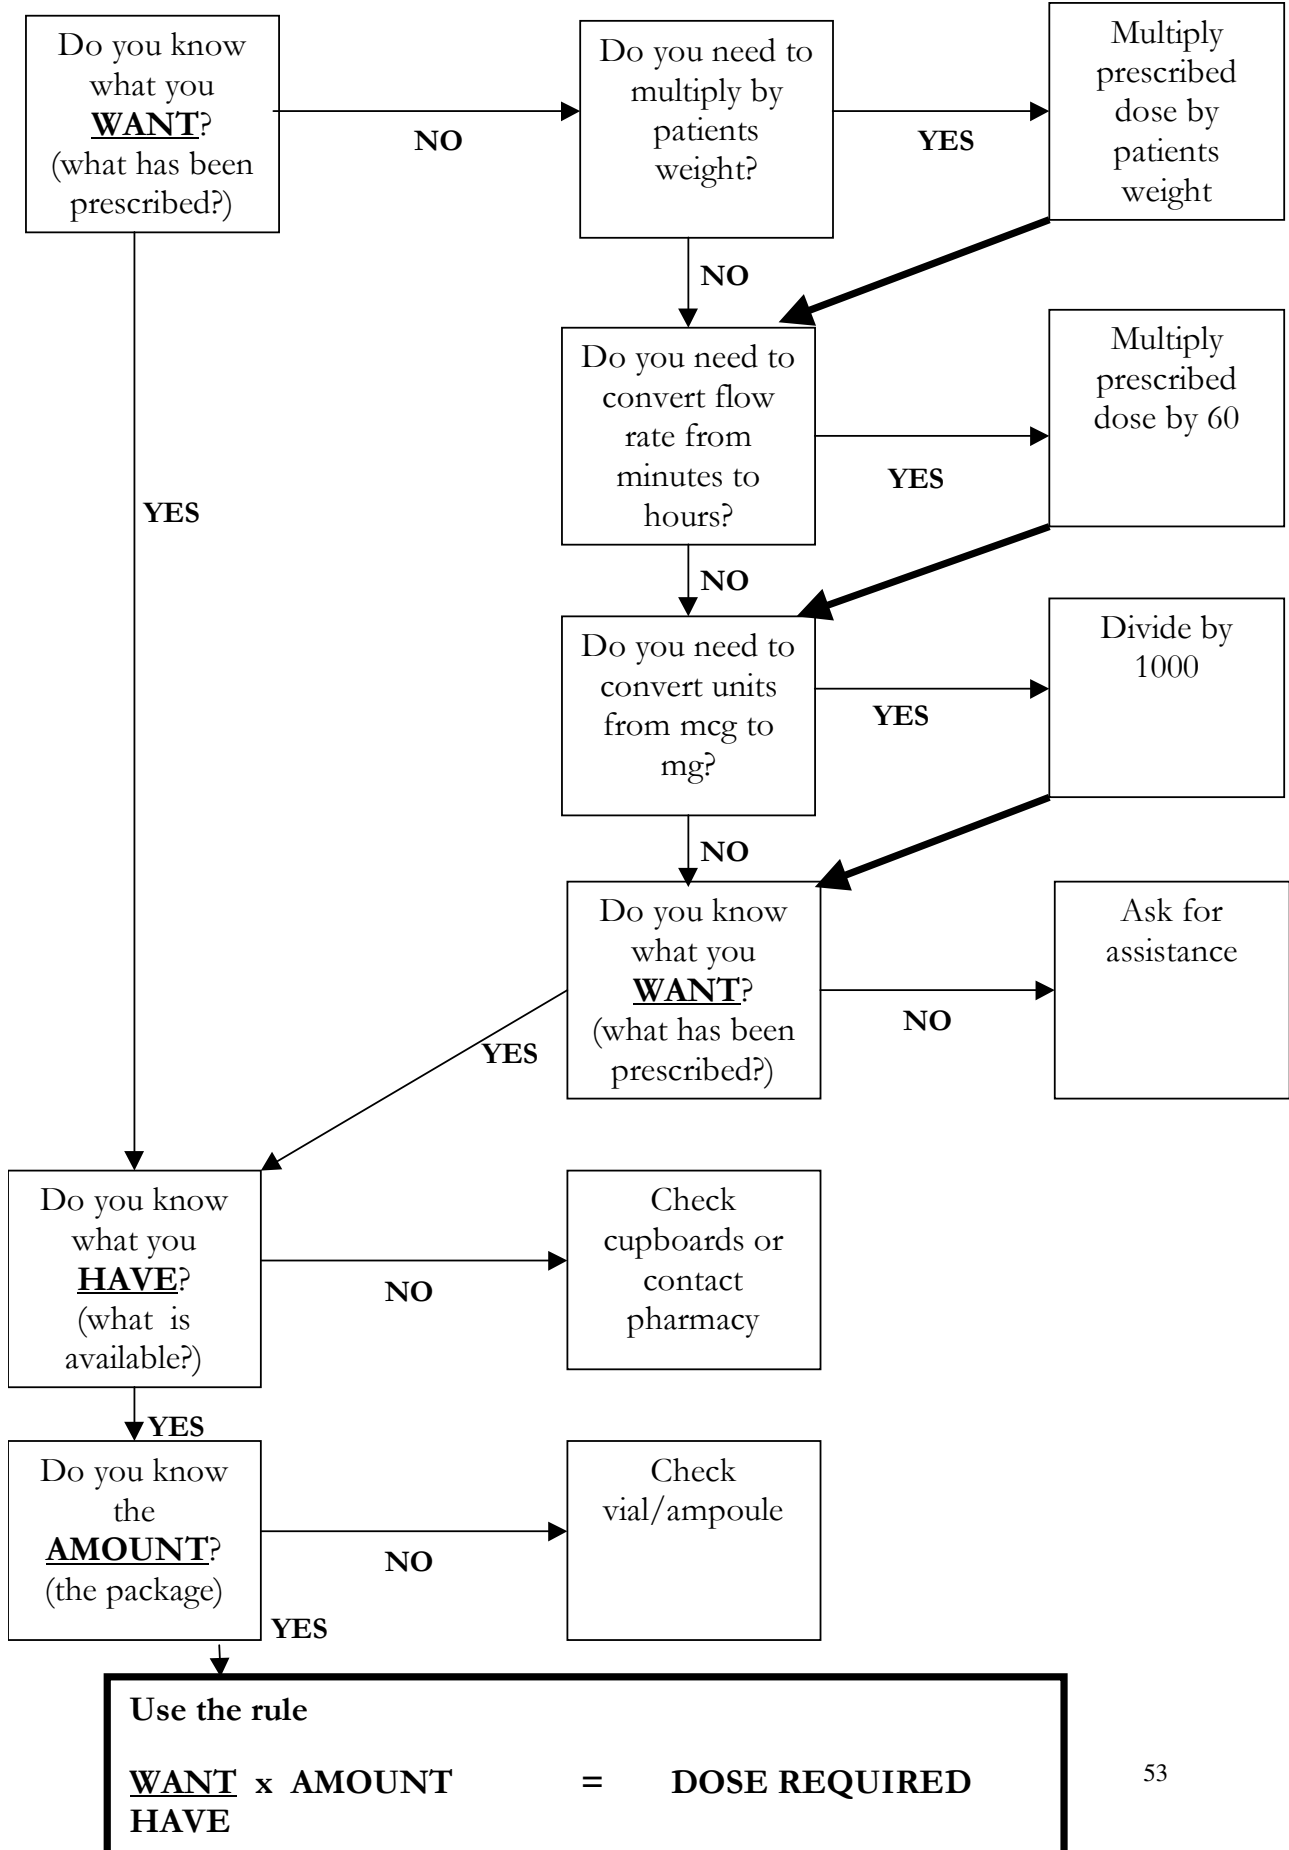 Do you know
what you
WANT?
(what has been
prescribed?)
NO
Do you need to
multiply by
patients
weight?
YES
Multiply
prescribed
dose by
patients
weight
NO
Do you need to
convert flow
rate from
minutes to
hours?
YES
Multiply
prescribed
dose by 60
YES
NO
Do you need to
convert units
from mcg to
mg?
YES
Divide by
1000
NO
Do you know
what you
WANT?
(what has been
prescribed?)
NO
Ask for
assistance
YES
Do you know
what you
HAVE?
(what is
available?)
NO
Check
cupboards or
contact
pharmacy
YES
Do you know
the
AMOUNT?
(the package)
NO
Check
vial/ampoule
YES
Use the rule
WANT x AMOUNT = DOSE REQUIRED
HAVE
53